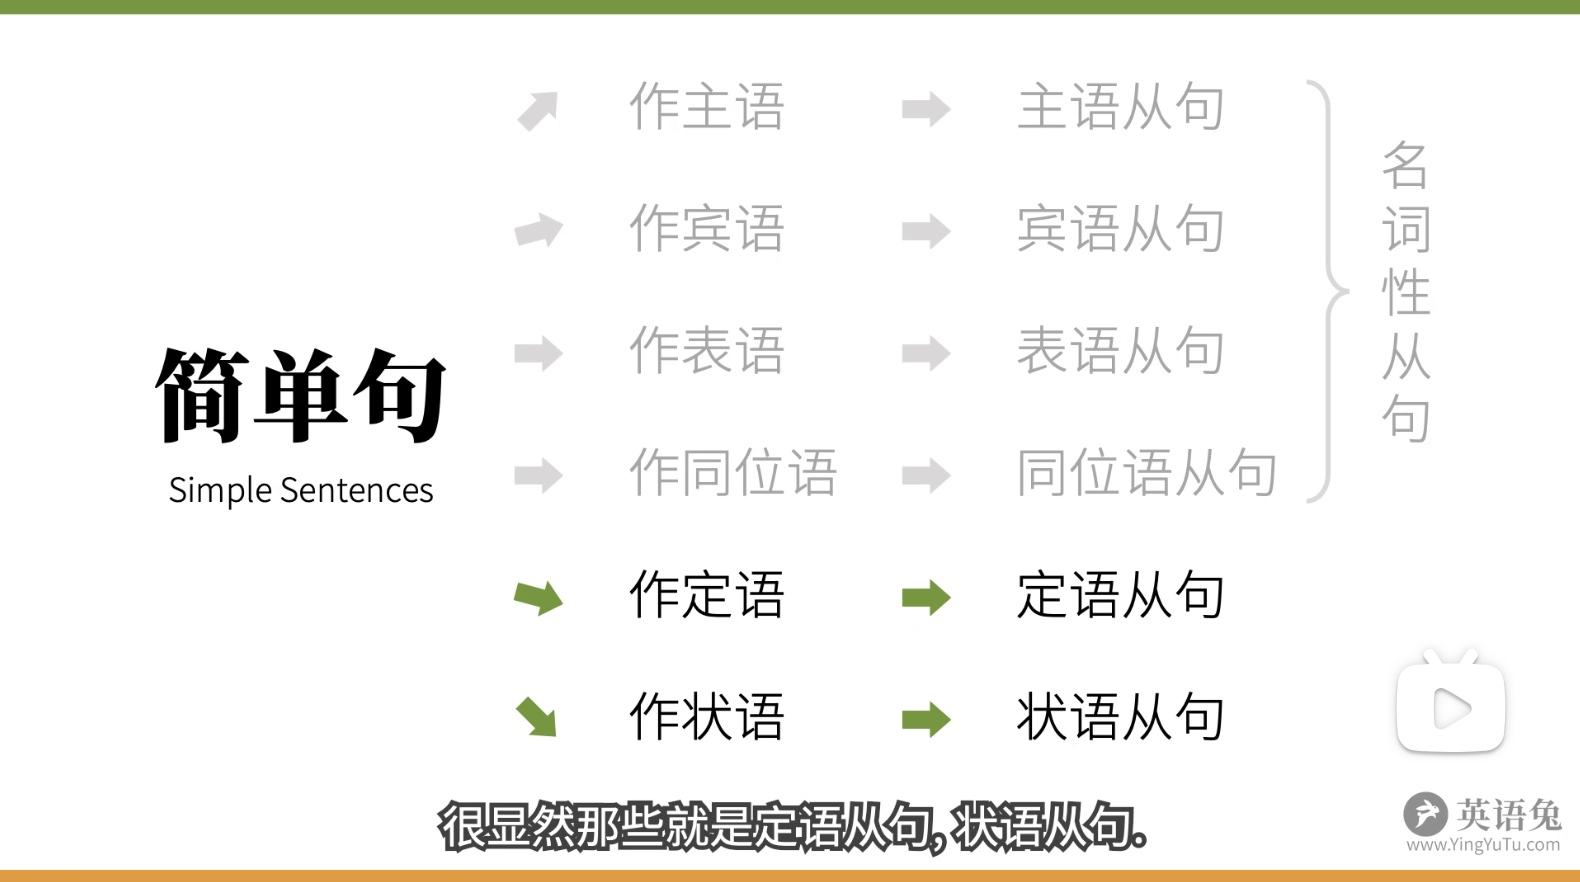 作主语 主语从句
作宾语 宾语从句
作表语 表语从句
作同位语 同位语从句
名词性从句
简单句
Simple Sentences
作定语 定语从句
作状语 状语从句
很显然那些就是定语从句, 状语从句.
英语兔
www.YingYuTu.com